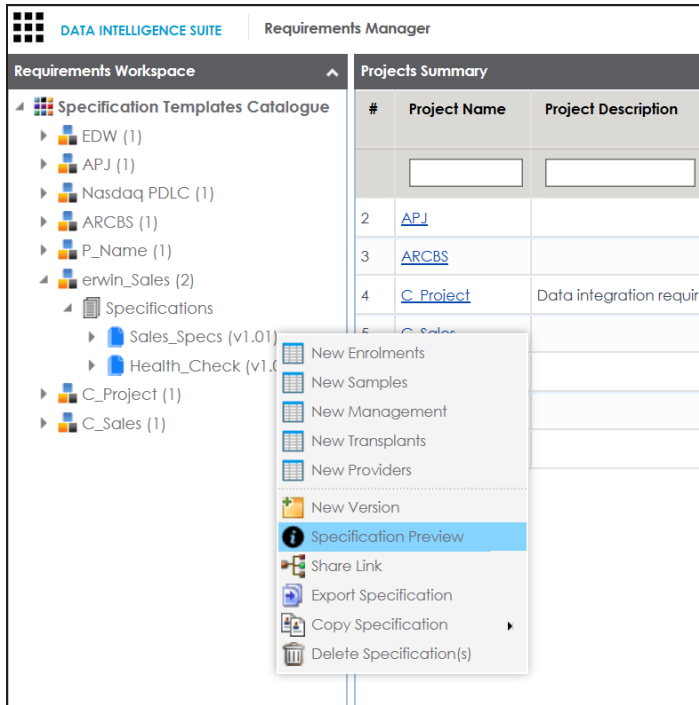 DATA INTELLIGENCE SUITE Requirements Manager
Requirements Workspace
Specification Templates Catalogue
EDW (1)
APJ (1)
Nasdaq PDLC (1)
ARCBS (1)
P_Name (1)
erwin_Sales (2)
Specifications
Sales_Specs (v1.01)
Health_Check (v1.0
C_Project (1)
C_Sales (1)
Projects Summary
# Project Name Project Description
2 APJ
3 ARCBS
4 C_Project Data integration requir
5 C_Sales
New Enrolments
New Samples
New Management
New Transplants
New Providers
New Version
Specification Preview
Share Link
Export Specification
Copy Specification
Delete Specification(s)